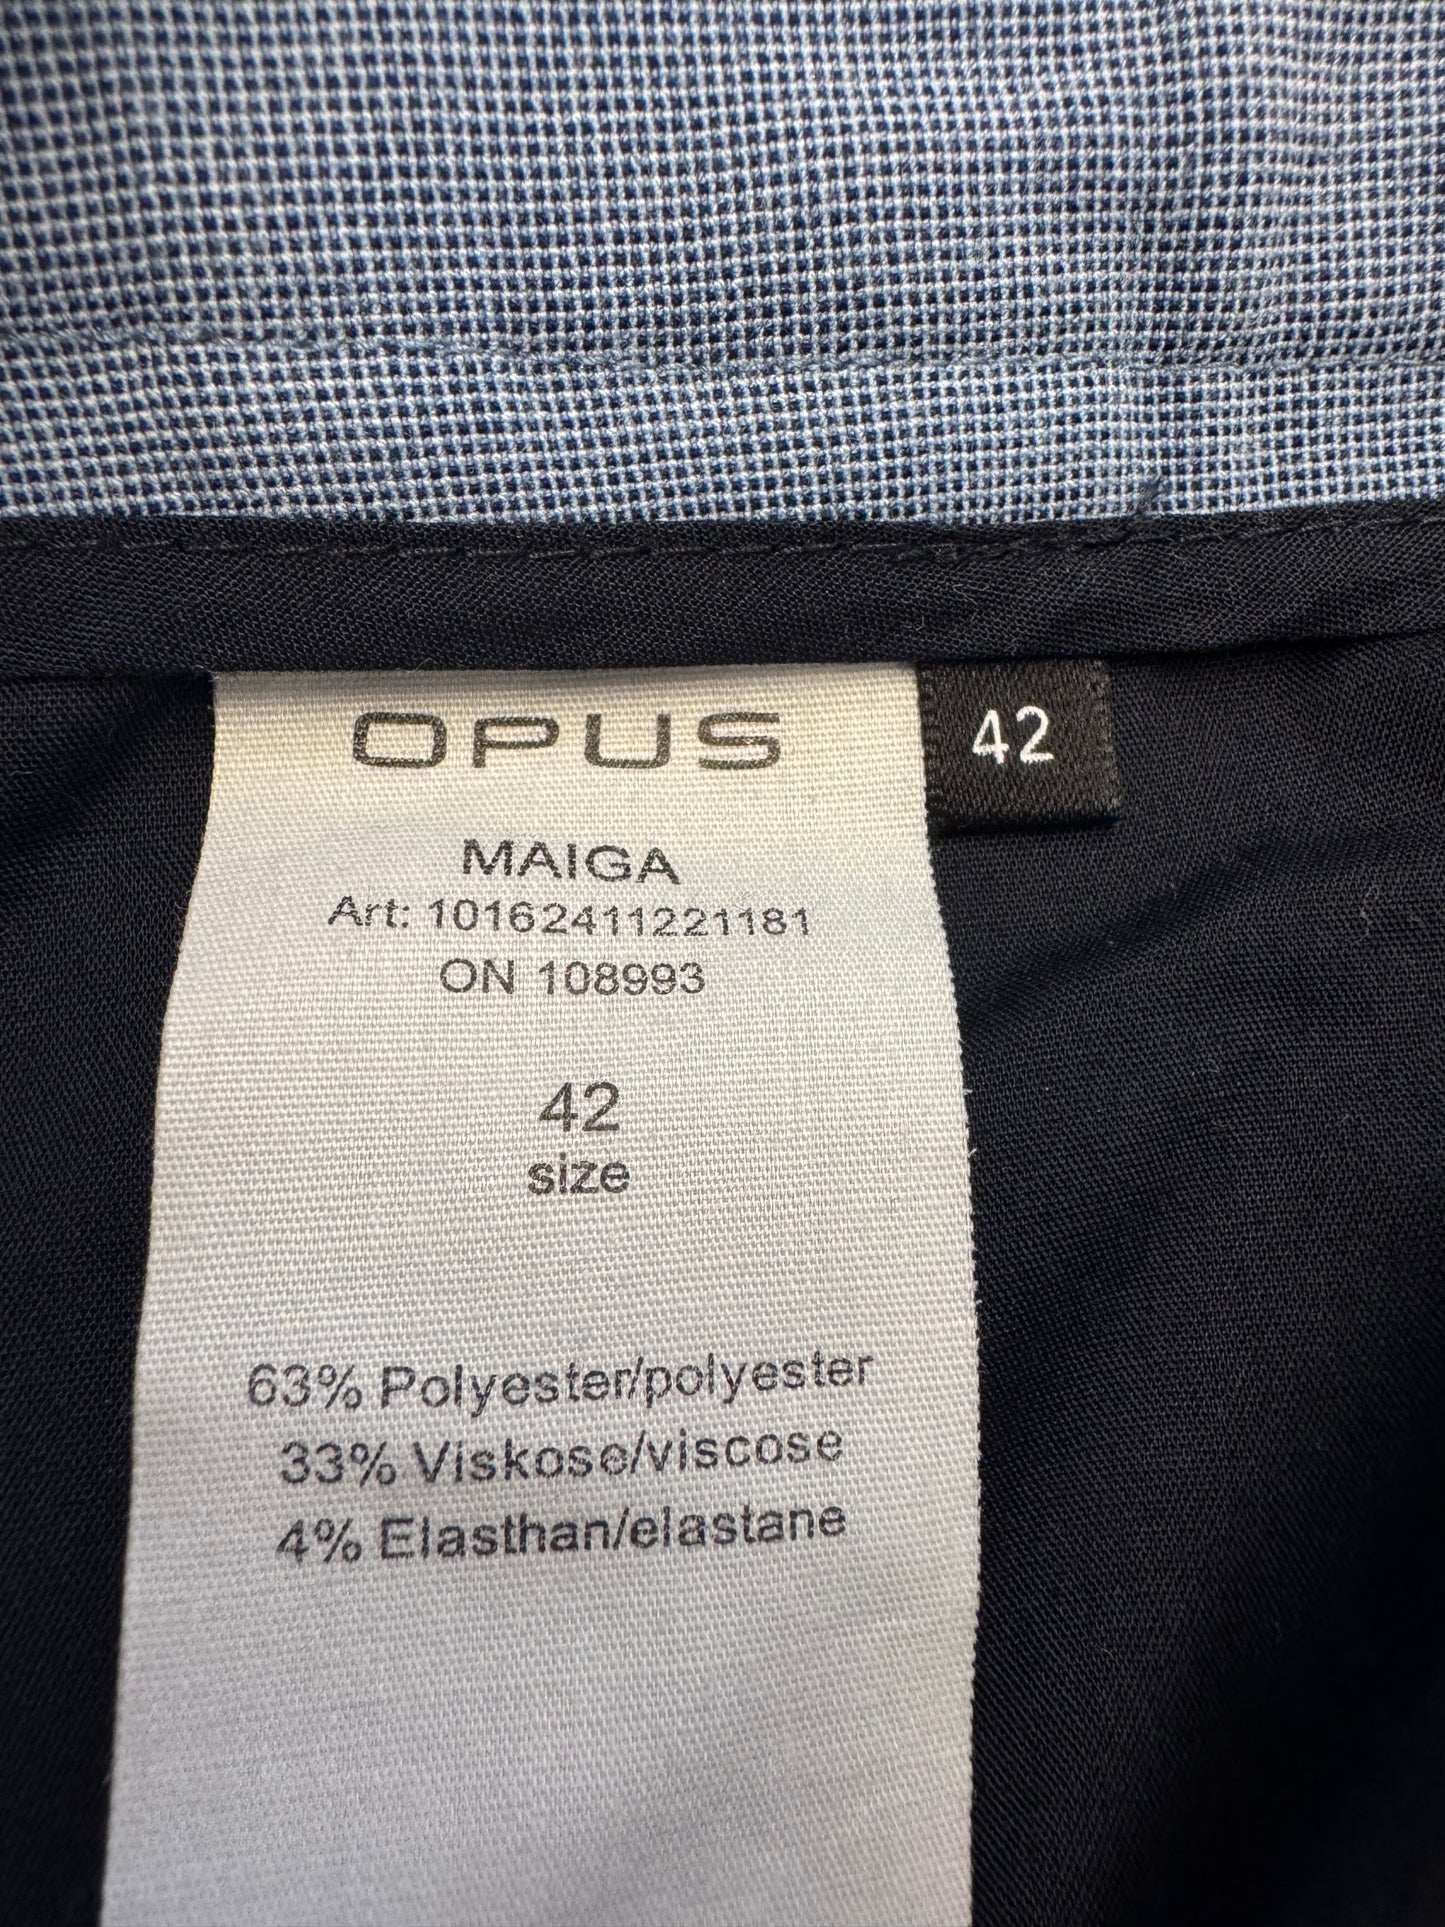 OPUS
42
MAIGA
Art: 10162411221181
ON 108993
42
size
63% Polyester/polyester
33% Viskose/viscose
4% Elasthan/elastane